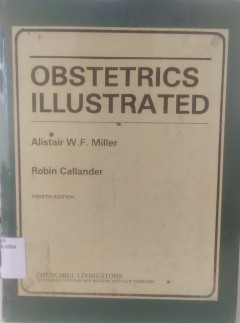 OBSTETRICS
ILLUSTRATED
Alistair W.F. Miller
Robin Callander
FOURTH EDITION
CHURCHILL LIVINGSTONE